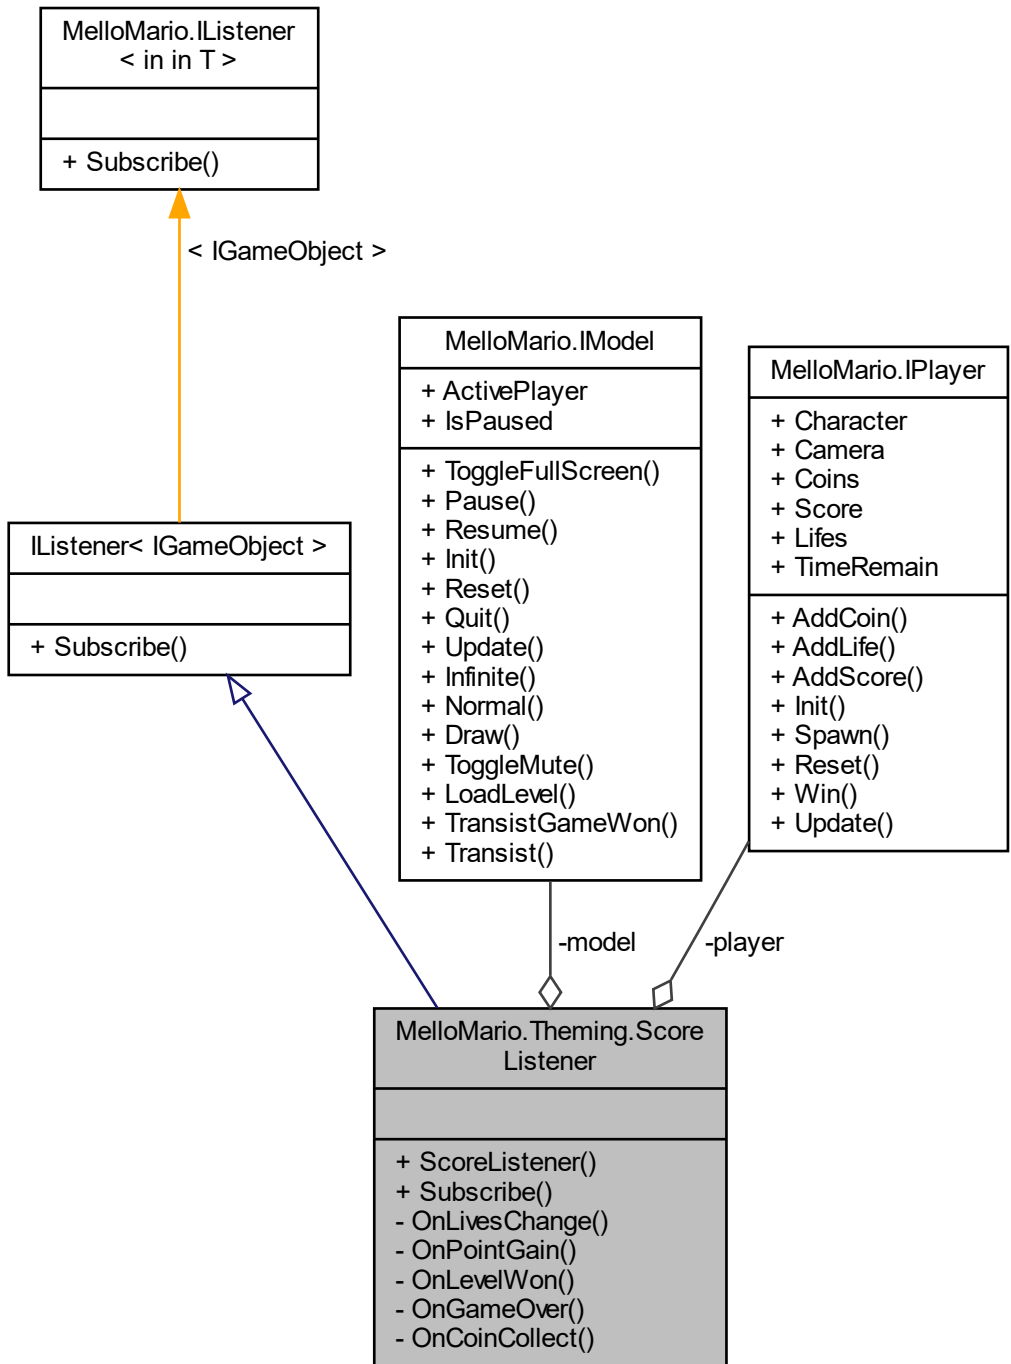 MelloMario.IListener
< in in T >
+ Subscribe()
< IGameObject >
IListener< IGameObject >
+ Subscribe()
MelloMario.IModel
+ ActivePlayer
+ IsPaused
+ ToggleFullScreen()
+ Pause()
+ Resume()
+ Init()
+ Reset()
+ Quit()
+ Update()
+ Infinite()
+ Normal()
+ Draw()
+ ToggleMute()
+ LoadLevel()
+ TransistGameWon()
+ Transist()
MelloMario.IPlayer
+ Character
+ Camera
+ Coins
+ Score
+ Lifes
+ TimeRemain
+ AddCoin()
+ AddLife()
+ AddScore()
+ Init()
+ Spawn()
+ Reset()
+ Win()
+ Update()
-model
-player
MelloMario.Theming.Score
Listener
+ ScoreListener()
+ Subscribe()
- OnLivesChange()
- OnPointGain()
- OnLevelWon()
- OnGameOver()
- OnCoinCollect()